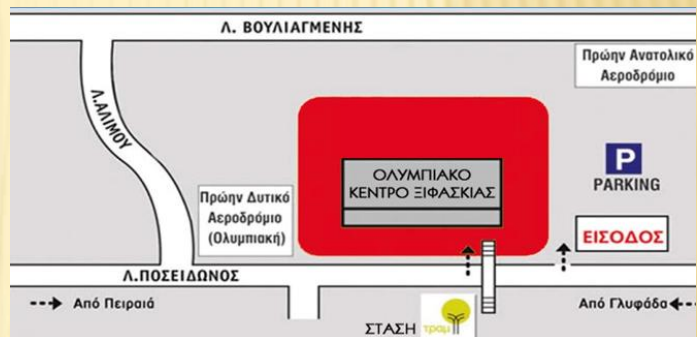 Λ. ΒΟΥΛΙΑΓΜΕΝΗΣ
Πρώην Ανατολικό
Αεροδρόμιο
Λ.ΑΛΙΜΟΥ
ΟΛΥΜΠΙΑΚΟ
ΚΕΝΤΡΟ ΞΙΦΑΣΚΙΑΣ
P
PARKING
Πρώην Δυτικό
Αεροδρόμιο
(Ολυμπιακή)
ΕΙΣΟΔΟΣ
Λ.ΠΟΣΕΙΔΩΝΟΣ
Από Πειραιά
Από Γλυφάδα
ΣΤΑΣΗ τραμ